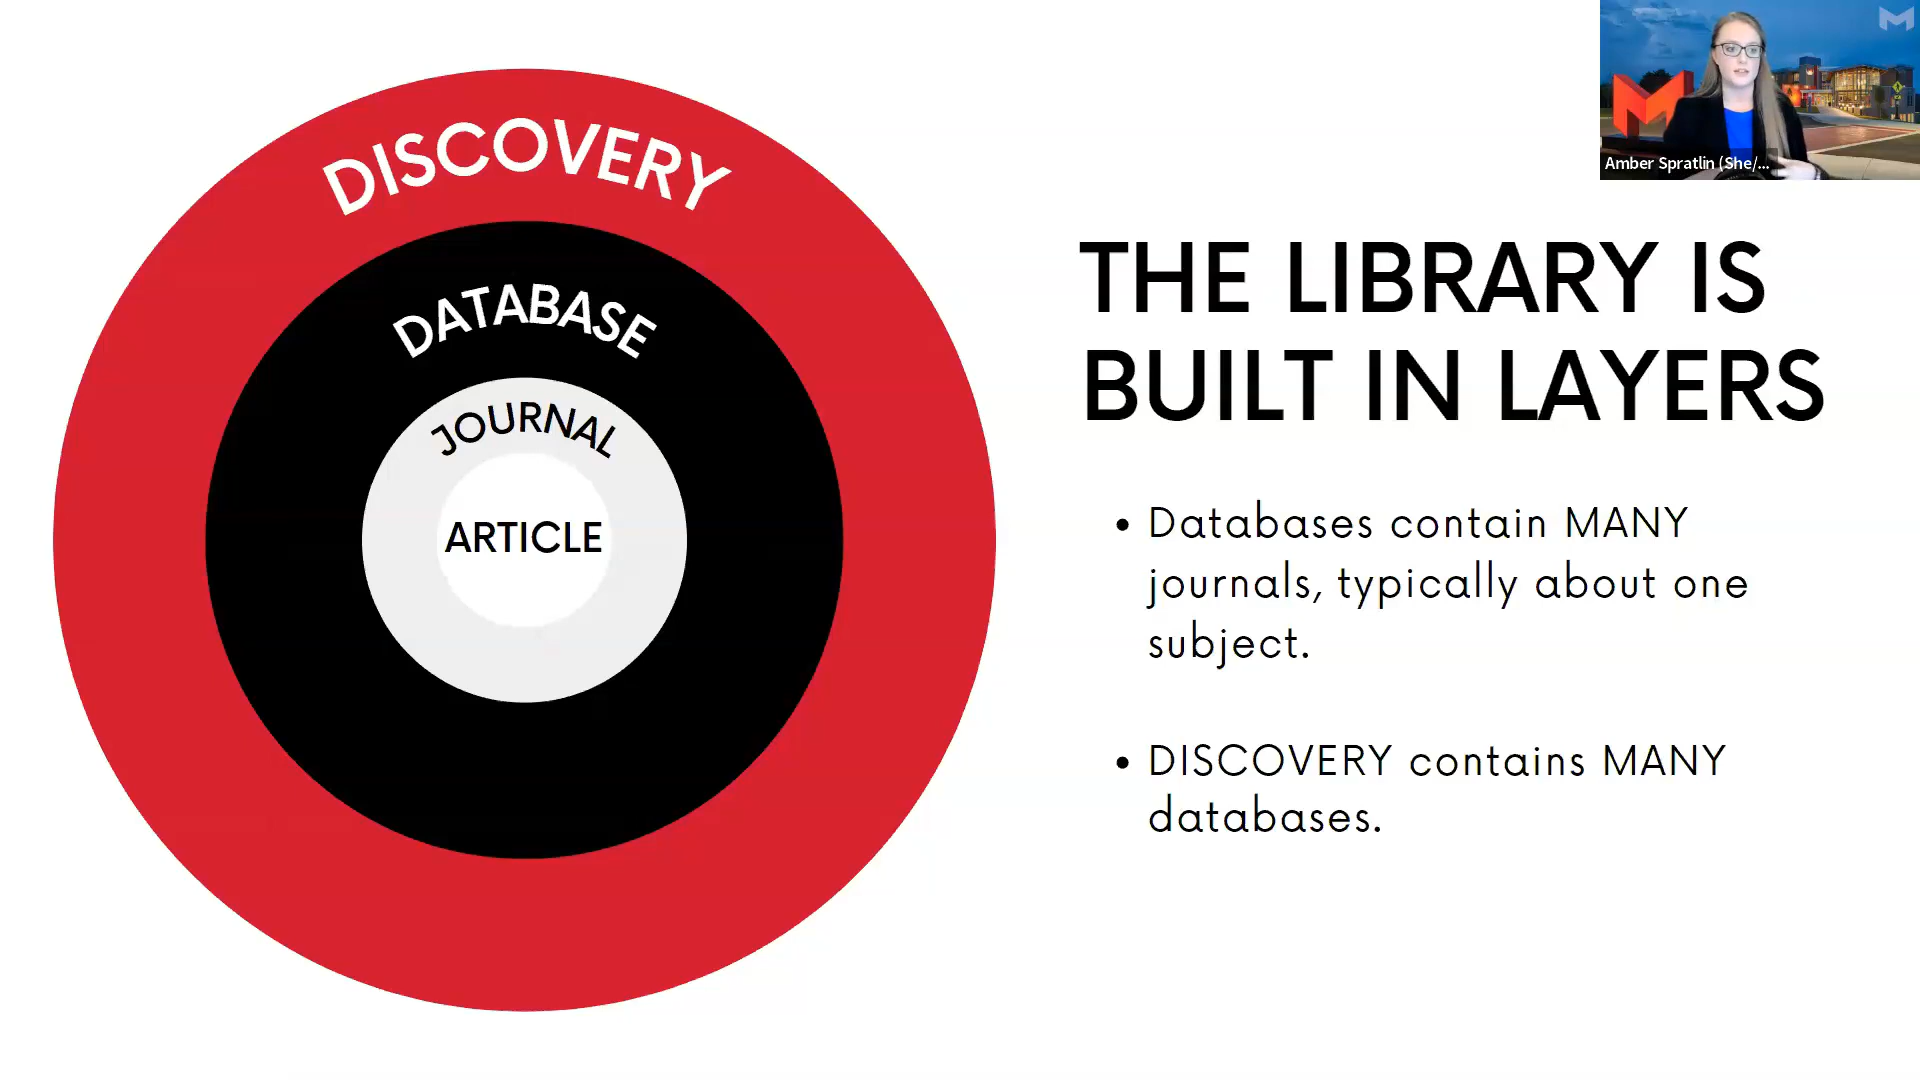 DISCOVERY
DATABASE
JOURNAL
ARTICLE
Amber Spratlin (She/...
THE LIBRARY IS
BUILT IN LAYERS
• Databases contain MANY
journals, typically about one
subject.
• DISCOVERY contains MANY
databases.